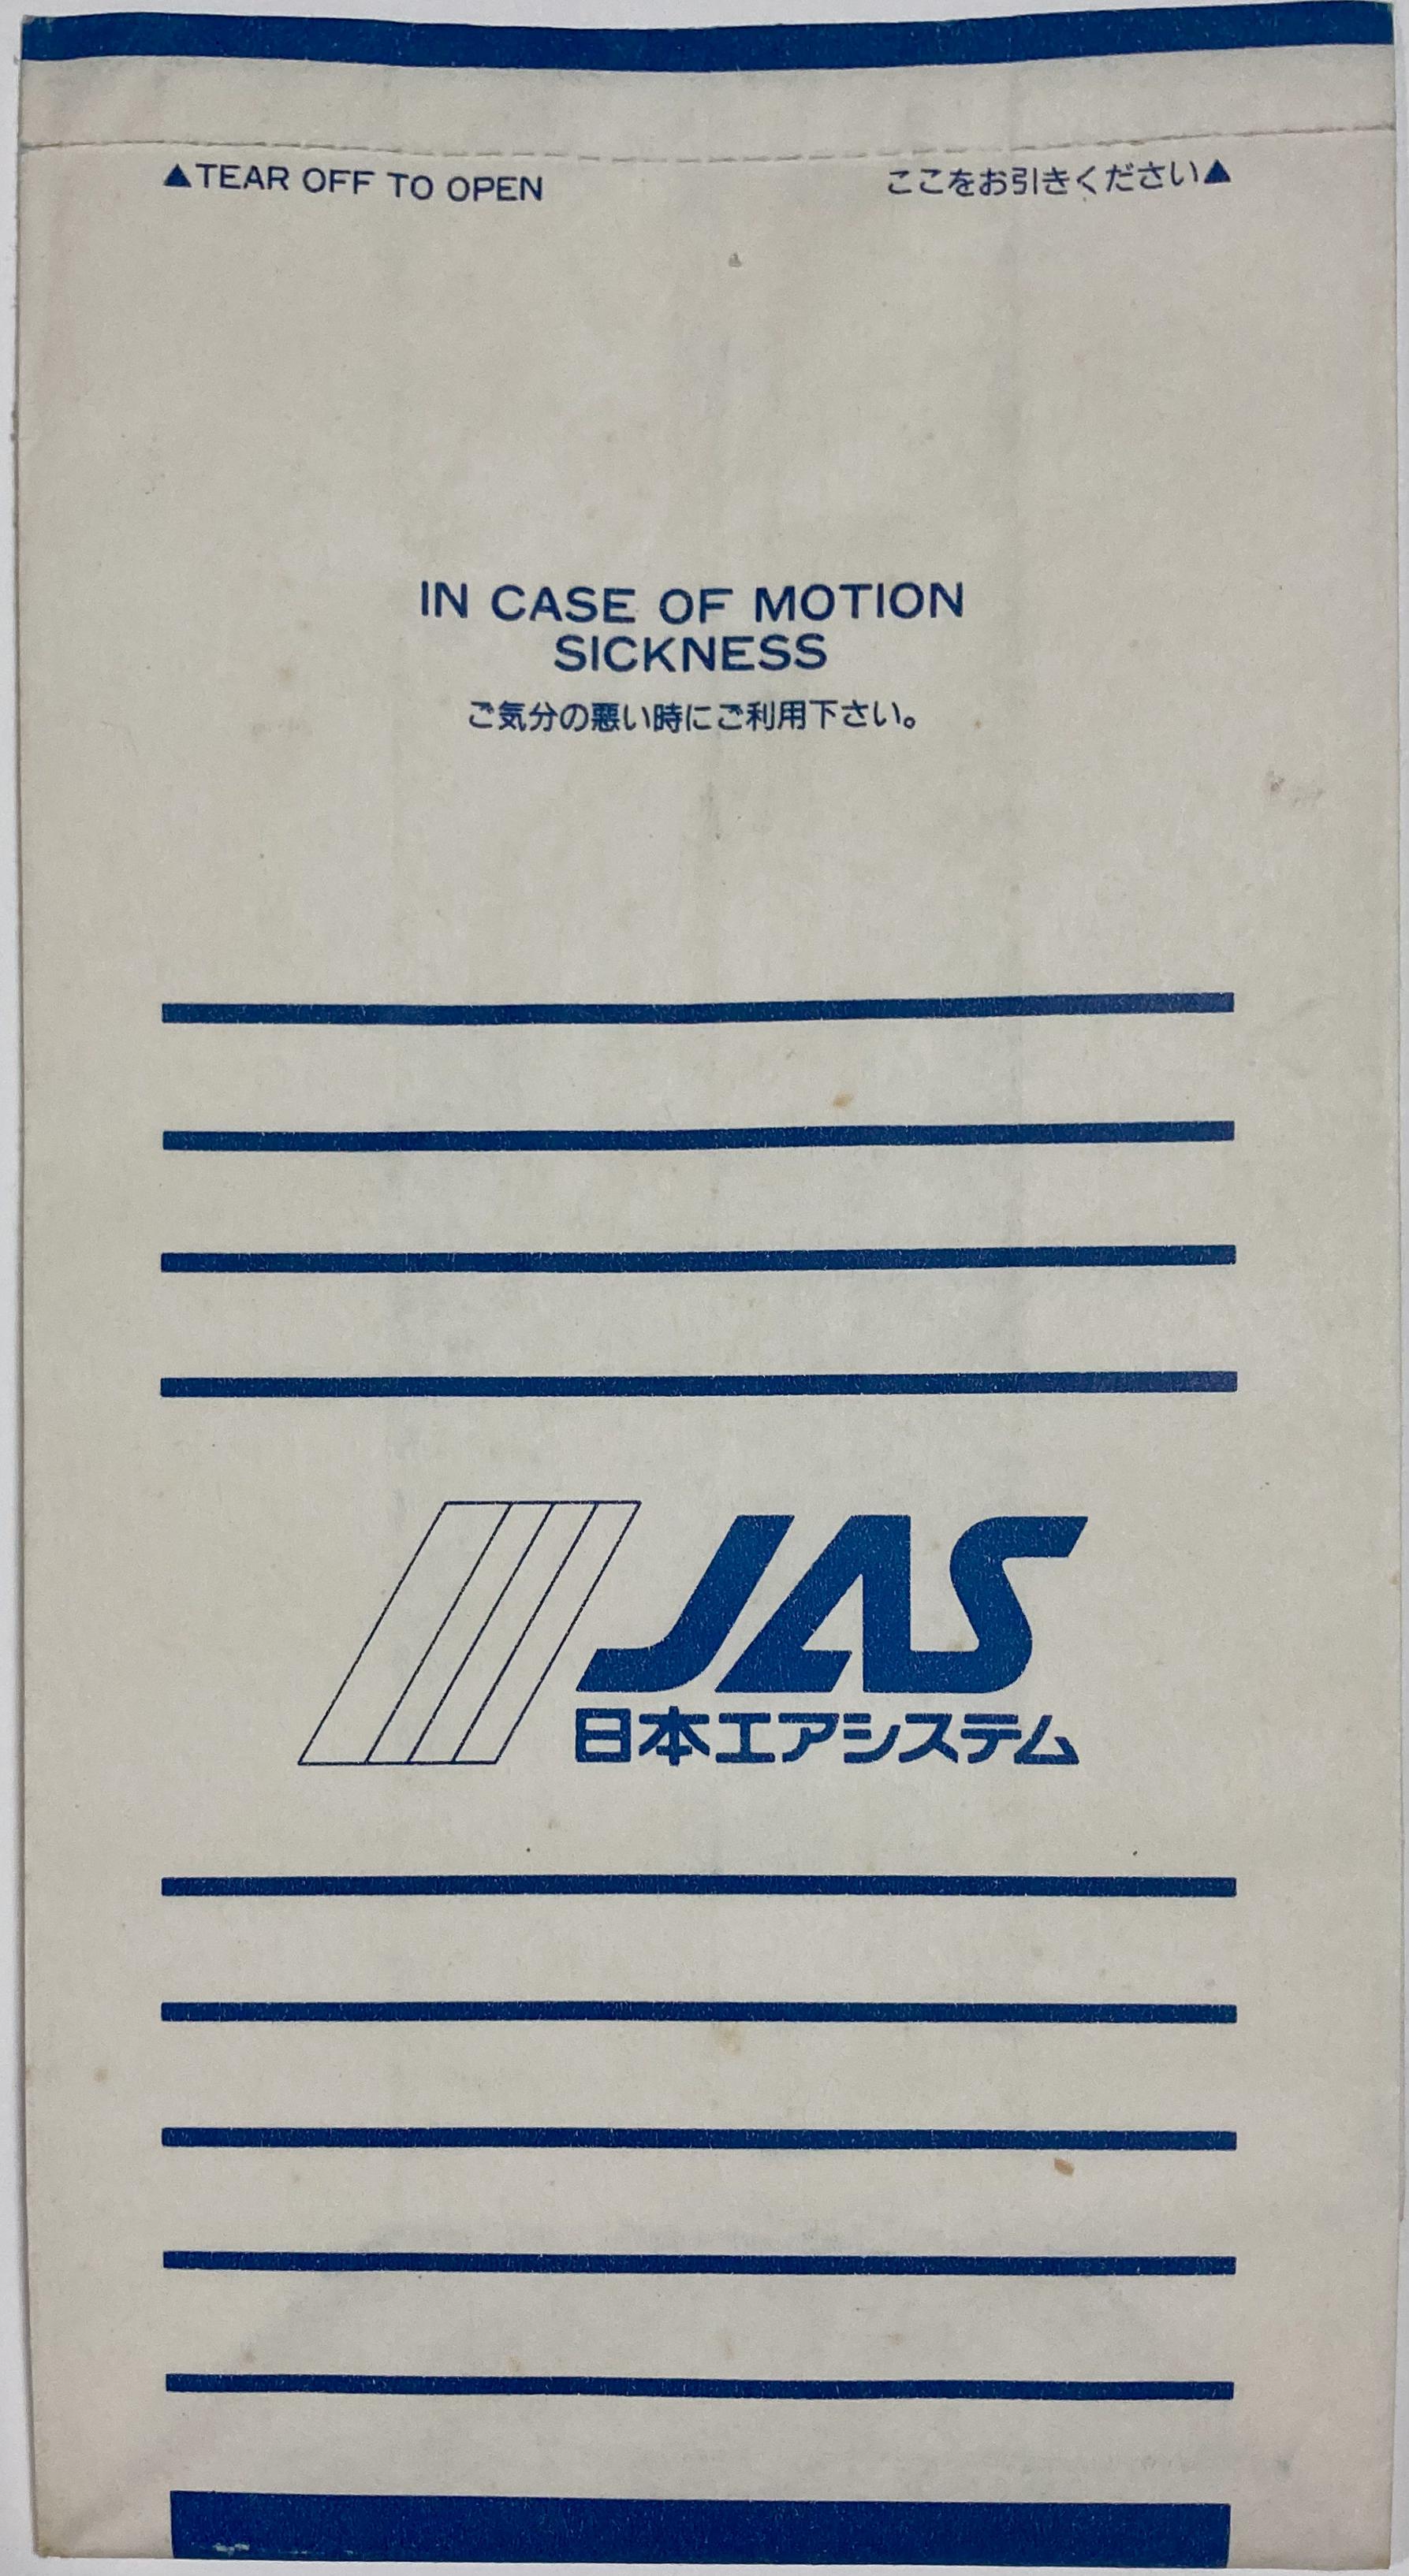 ▲TEAR OFF TO OPEN ここをお引きください▲
IN CASE OF MOTION
SICKNESS
ご気分の悪い時にご利用下さい。
JAS
日本エアシステム